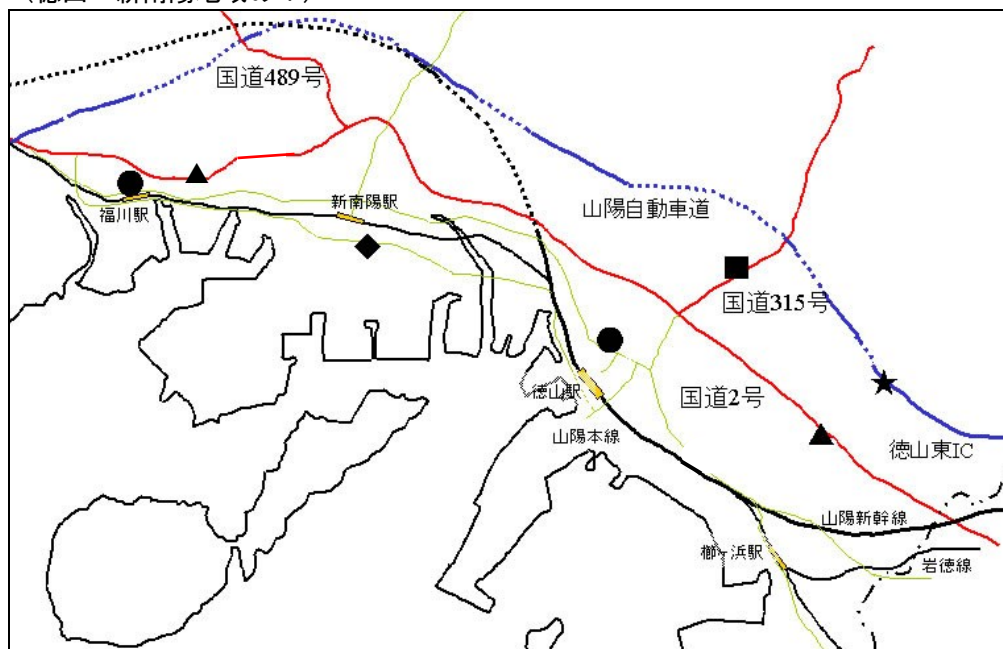 国道489号
福川駅
新南陽駅
山陽自動車道
国道315号
徳山駅
国道2号
山陽本線
徳山東IC
山陽新幹線
櫛ヶ浜駅
岩徳線